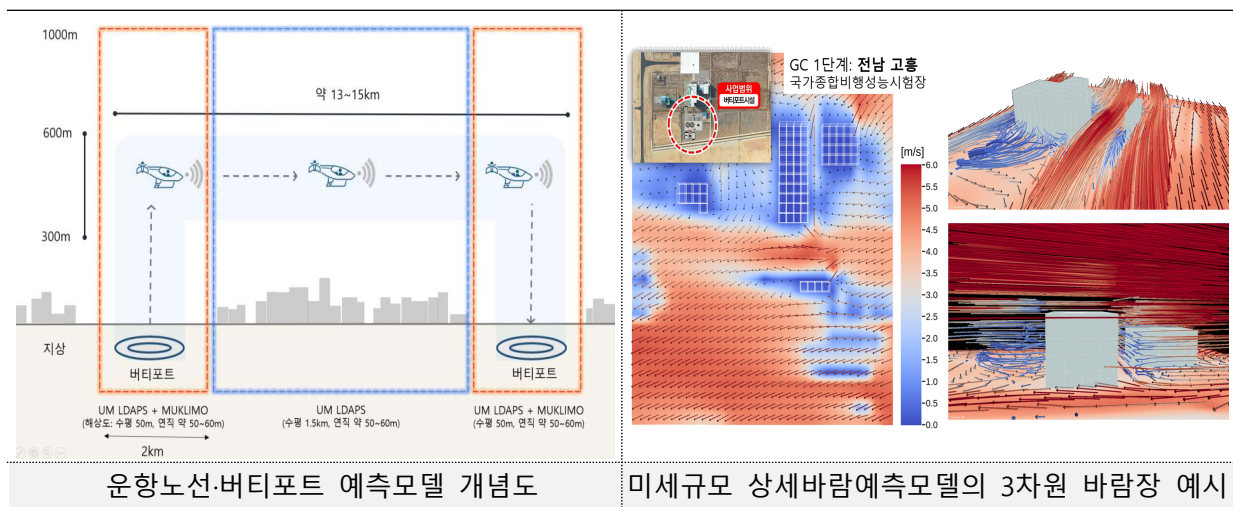 1000m
약 13~15km
600m
300m
지상
버티포트
버티포트
UM LDAPS + MUKLIMO
(해상도: 수평 50m, 연직 약 50~60m)
UM LDAPS
(수평 1.5km, 연직 약 50~60m)
UM LDAPS + MUKLIMO
(수평 50m, 연직 약 50~60m)
2km
운항노선·버티포트 예측모델 개념도
GC 1단계: 전남 고흥
국가종합비행성능시험장
사업범위
버티포트시설
[m/s]
6.0
5.5
5.0
4.5
4.0
3.5
3.0
2.5
2.0
1.5
1.0
0.5
0.0
미세규모 상세바람예측모델의 3차원 바람장 예시